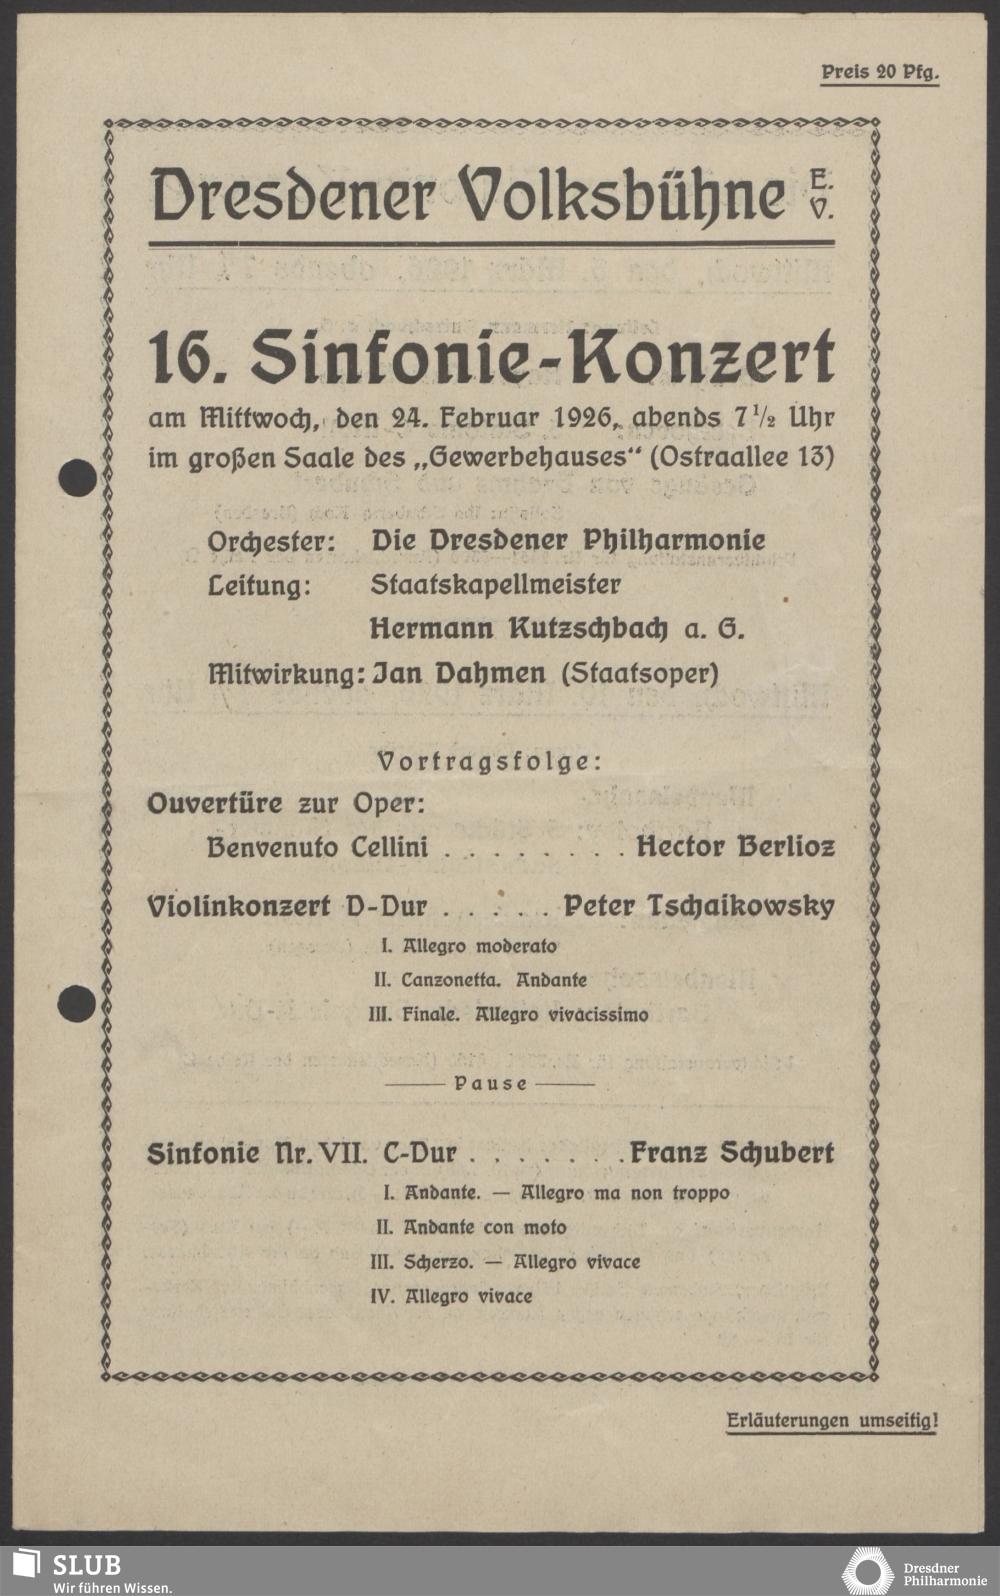 Preis 20 Pfg.
Dresdener Volksbühne E. V.
16. Sinfonie-Konzert
am Mittwoch, den 24. Februar 1926, abends 7 1/2 Uhr
im großen Saale des „Gewerbehauses“ (Ostraallee 13)
Orchester: Die Dresdener Philharmonie
Leitung: Staatskapellmeister
Hermann Kutzschbach a. G.
Mitwirkung: Jan Dahmen (Staatsoper)
Vortragsfolge:
Ouvertüre zur Oper:
Benvenuto Cellini . . . . . . . . Hector Berlioz
Violinkonzert D-Dur . . . . . Peter Tschaikowsky
I. Allegro moderato
II. Canzonetta. Andante
III. Finale. Allegro vivacissimo
Pause
Sinfonie Nr. VII. C-Dur . . . . . . . Franz Schubert
I. Andante. — Allegro ma non troppo
II. Andante con moto
III. Scherzo. — Allegro vivace
IV. Allegro vivace
Erläuterungen umseitig!
SLUB
Wir führen Wissen.
Dresdner
Philharmonie